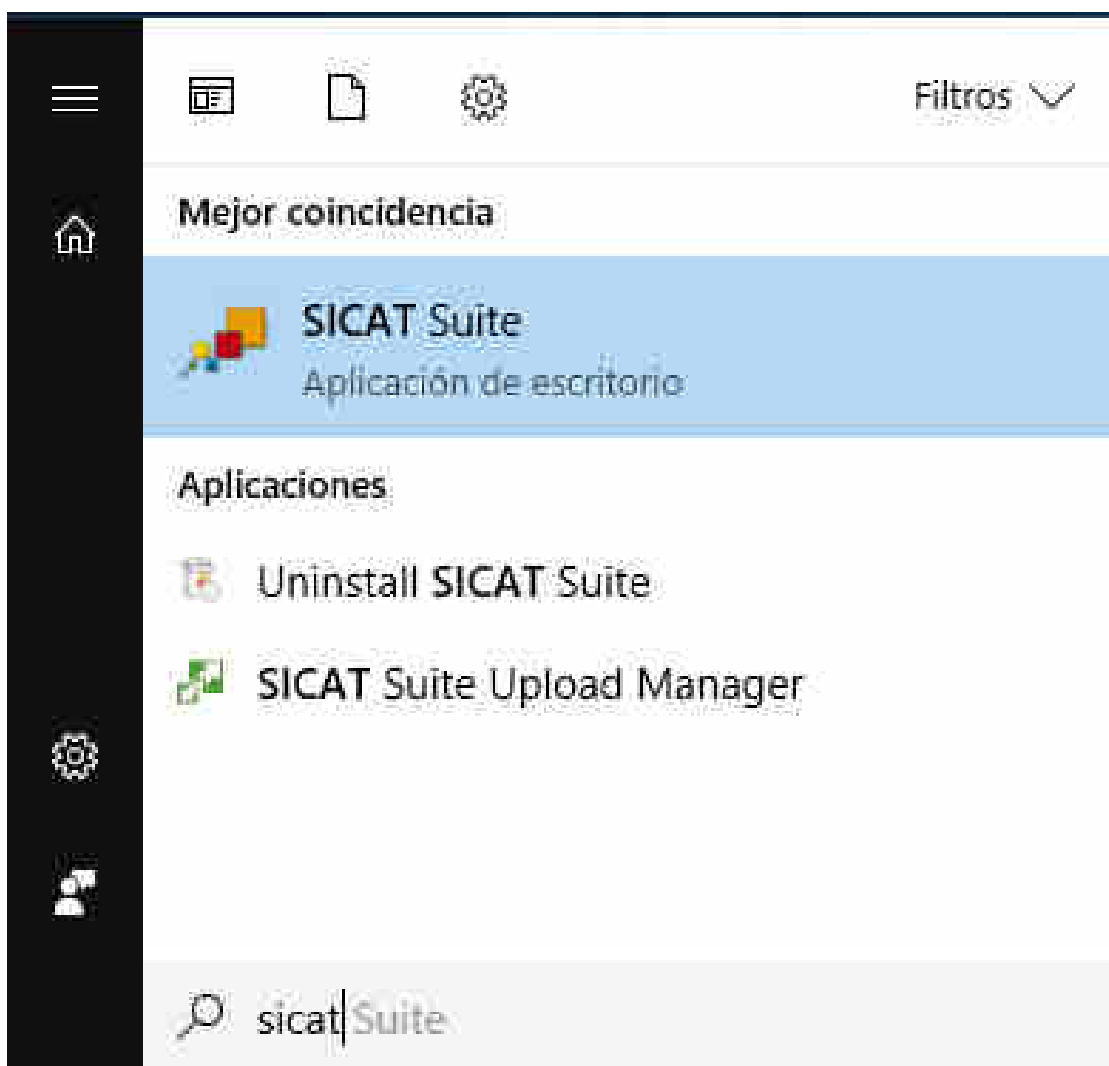 Filtros
Mejor coincidencia
SICAT Suite
Aplicación de escritorio
Aplicaciones
Uninstall SICAT Suite
SICAT Suite Upload Manager
sicat Suite